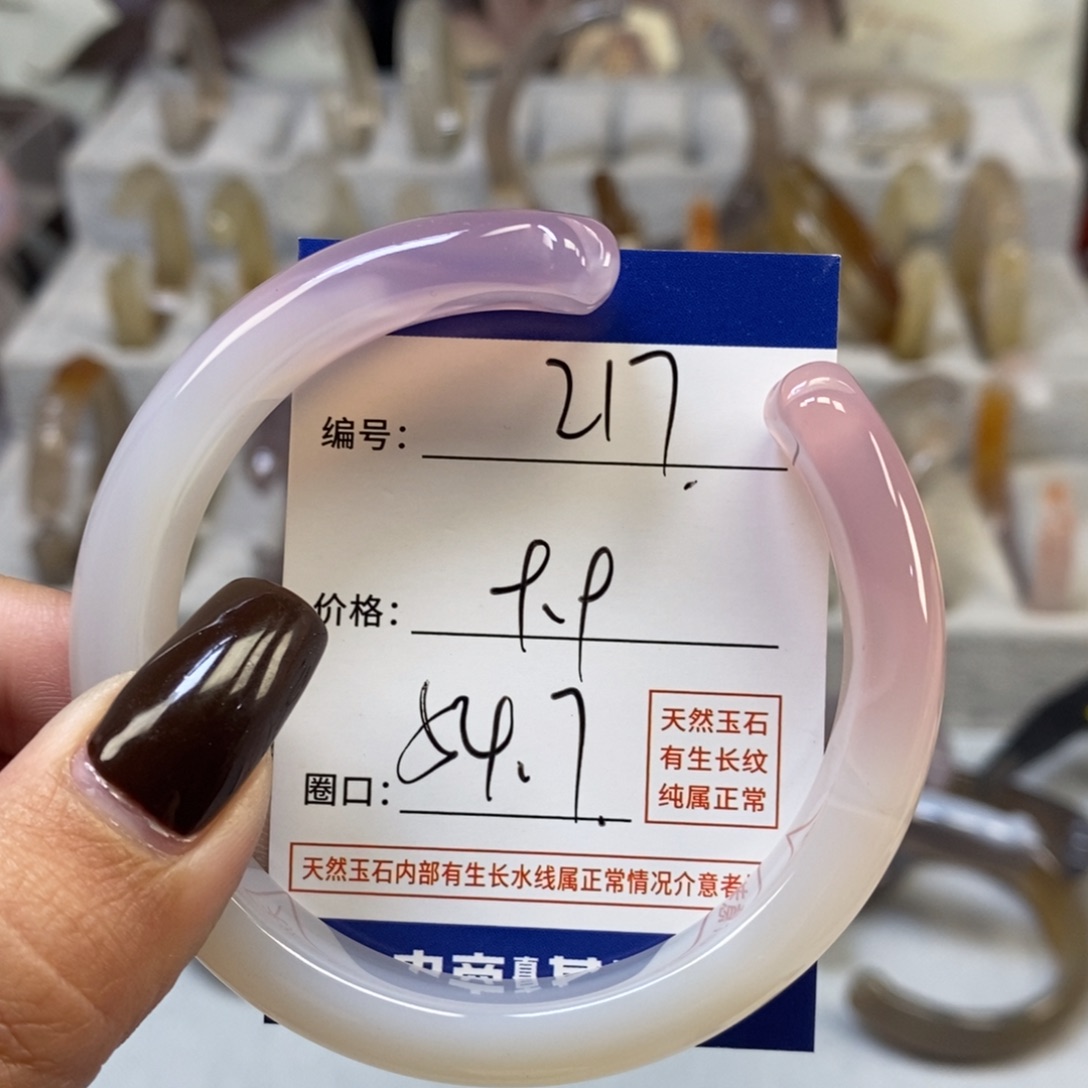 编号: 217.
价格: 9.9
圈口: 54.7.
天然玉石
有生长纹
纯属正常
天然玉石内部有生长水线属正常情况介意者